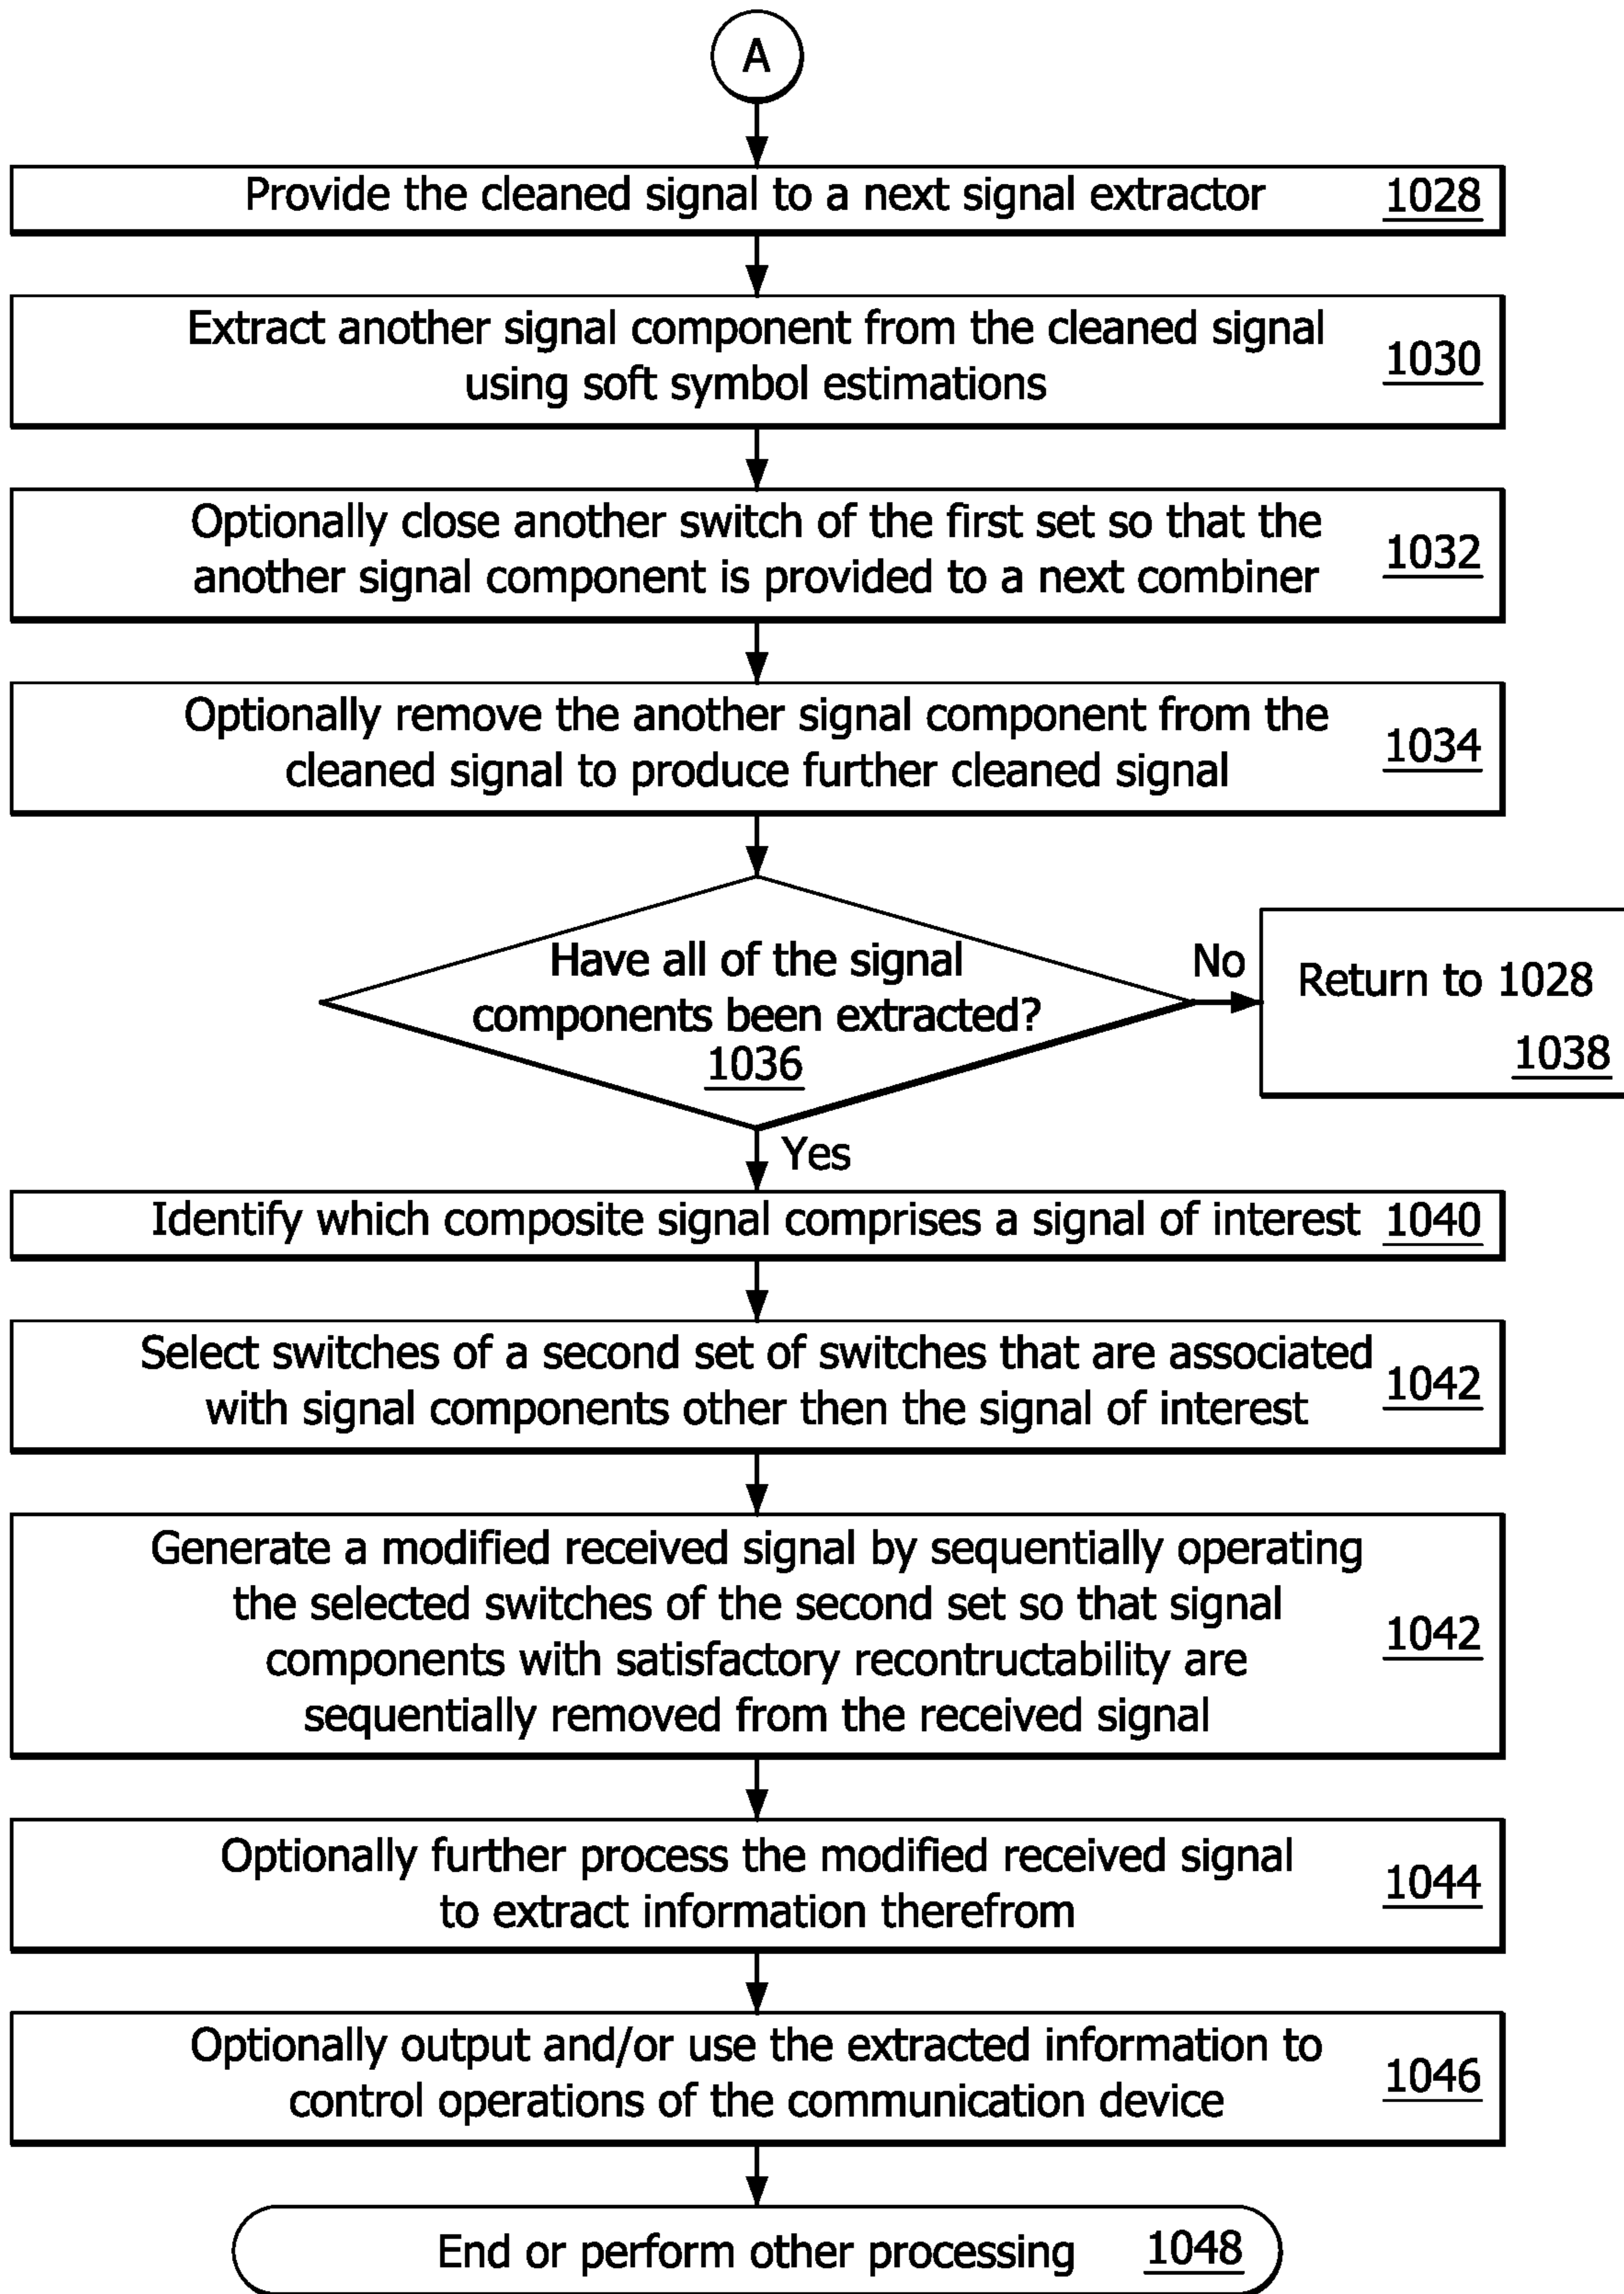 A
Provide the cleaned signal to a next signal extractor 1028
Extract another signal component from the cleaned signal
using soft symbol estimations
1030
Optionally close another switch of the first set so that the
another signal component is provided to a next combiner
1032
Optionally remove the another signal component from the
cleaned signal to produce further cleaned signal
1034
Have all of the signal
components been extracted?
1036
No
Return to 1028
1038
Yes
Identify which composite signal comprises a signal of interest 1040
Select switches of a second set of switches that are associated
with signal components other then the signal of interest
1042
Generate a modified received signal by sequentially operating
the selected switches of the second set so that signal
components with satisfactory recontructability are
sequentially removed from the received signal
1042
Optionally further process the modified received signal
to extract information therefrom
1044
Optionally output and/or use the extracted information to
control operations of the communication device
1046
End or perform other processing 1048